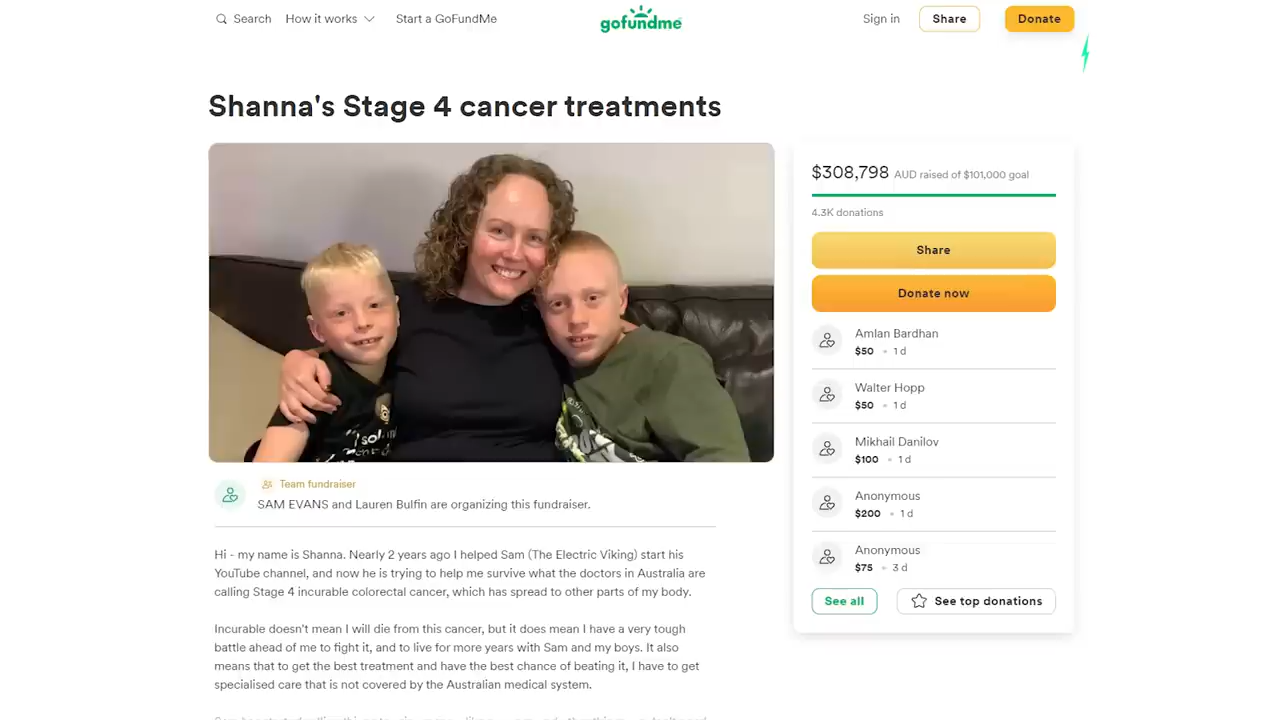 Search How it works Start a GoFundMe gofundme Sign in Share Donate
Shanna's Stage 4 cancer treatments
$308,798 AUD raised of $101,000 goal
4.3K donations
Share
Donate now
Amlan Bardhan
$50 • 1 d
Walter Hopp
$50 • 1 d
Mikhail Danilov
$100 • 1 d
Anonymous
$200 • 1 d
Anonymous
$75 • 3 d
See all See top donations
Team fundraiser
SAM EVANS and Lauren Bulfin are organizing this fundraiser.
Hi - my name is Shanna. Nearly 2 years ago I helped Sam (The Electric Viking) start his
YouTube channel, and now he is trying to help me survive what the doctors in Australia are
calling Stage 4 incurable colorectal cancer, which has spread to other parts of my body.
Incurable doesn't mean I will die from this cancer, but it does mean I have a very tough
battle ahead of me to fight it, and to live for more years with Sam and my boys. It also
means that to get the best treatment and have the best chance of beating it, I have to get
specialised care that is not covered by the Australian medical system.